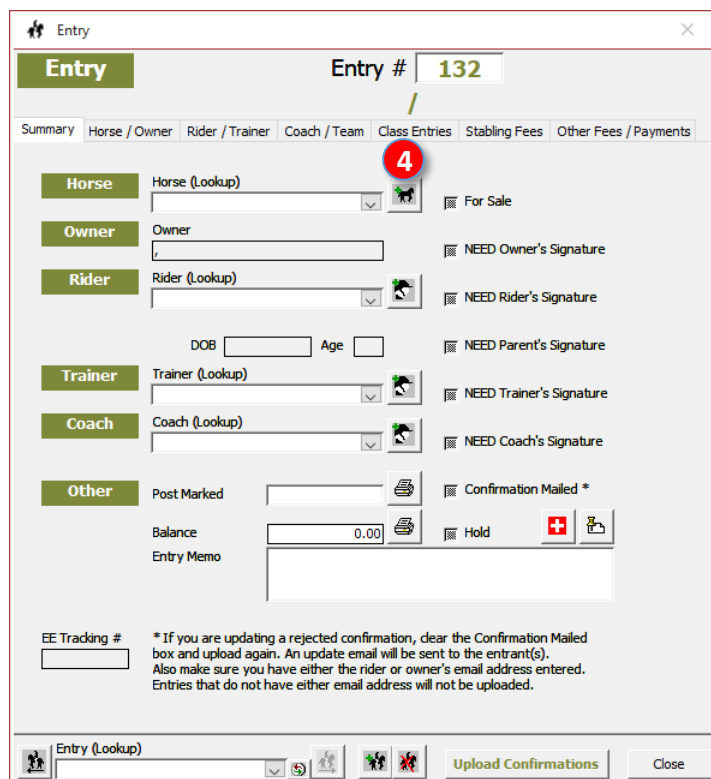 Entry
Entry Entry # 132
/
Summary Horse / Owner Rider / Trainer Coach / Team Class Entries Stabling Fees Other Fees / Payments
4
Horse Horse (Lookup)
For Sale
Owner Owner
,
NEED Owner's Signature
Rider Rider (Lookup)
NEED Rider's Signature
DOB Age NEED Parent's Signature
Trainer Trainer (Lookup)
NEED Trainer's Signature
Coach Coach (Lookup)
NEED Coach's Signature
Other Post Marked Confirmation Mailed *
Balance 0.00 Hold
Entry Memo
EE Tracking # * If you are updating a rejected confirmation, clear the Confirmation Mailed
box and upload again. An update email will be sent to the entrant(s).
Also make sure you have either the rider or owner's email address entered.
Entries that do not have either email address will not be uploaded.
Entry (Lookup)
Upload Confirmations Close